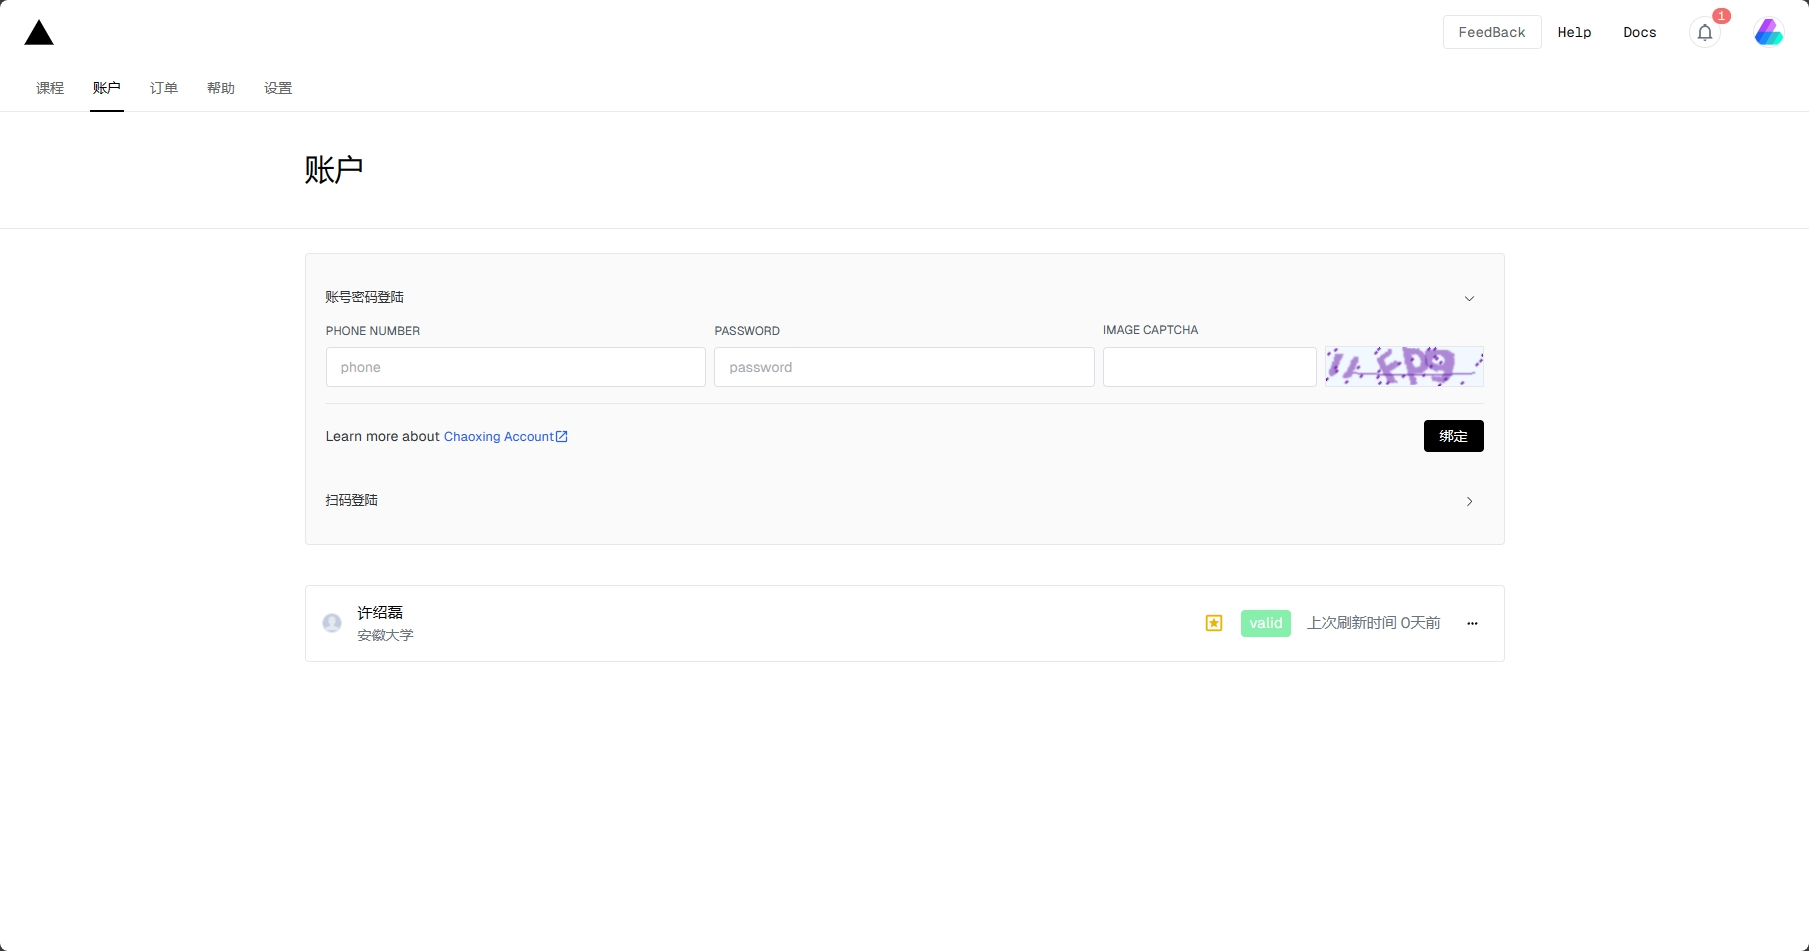 FeedBack
Help
Docs
1
课程
账户
订单
帮助
设置
账户
账号密码登陆
PHONE NUMBER
PASSWORD
IMAGE CAPTCHA
phone
password
Learn more about Chaoxing Account
绑定
扫码登陆
许绍磊
安徽大学
valid
上次刷新时间 0天前